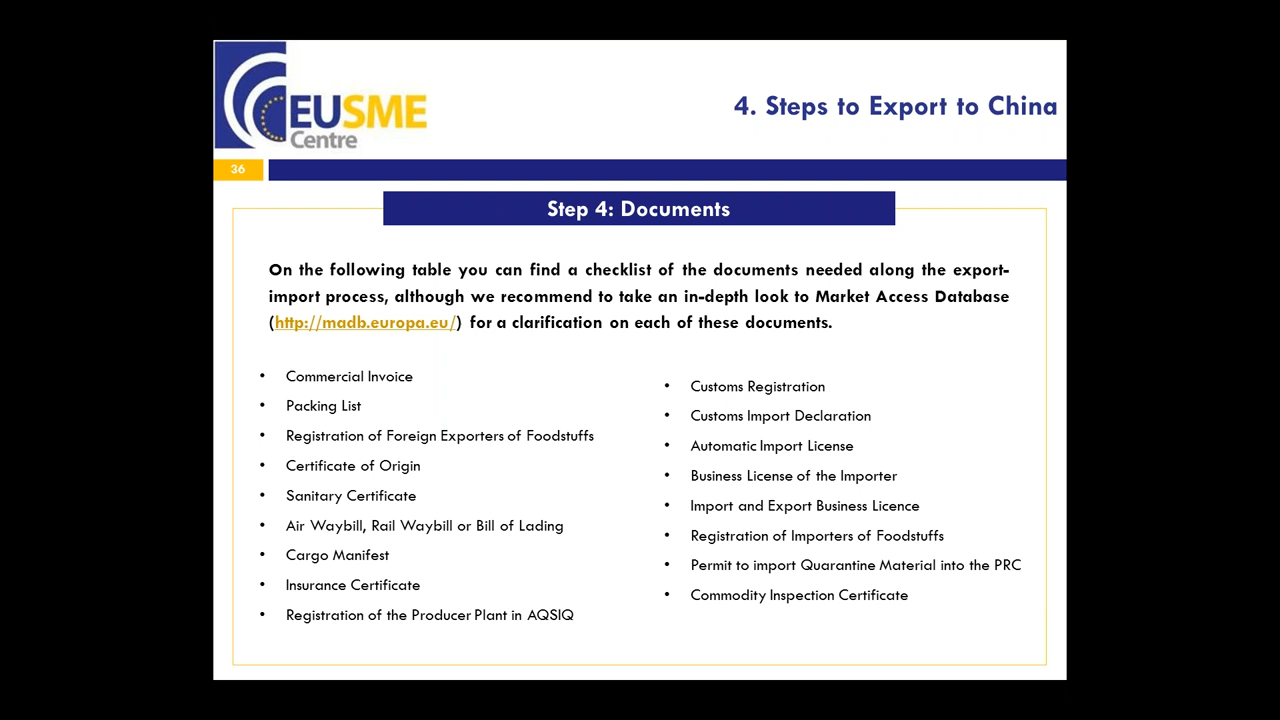 EUSME
Centre
4. Steps to Export to China
36
Step 4: Documents
On the following table you can find a checklist of the documents needed along the export-
import process, although we recommend to take an in-depth look to Market Access Database
(http://madb.europa.eu/) for a clarification on each of these documents.
• Commercial Invoice
• Packing List
• Registration of Foreign Exporters of Foodstuffs
• Certificate of Origin
• Sanitary Certificate
• Air Waybill, Rail Waybill or Bill of Lading
• Cargo Manifest
• Insurance Certificate
• Registration of the Producer Plant in AQSIQ
• Customs Registration
• Customs Import Declaration
• Automatic Import License
• Business License of the Importer
• Import and Export Business Licence
• Registration of Importers of Foodstuffs
• Permit to import Quarantine Material into the PRC
• Commodity Inspection Certificate